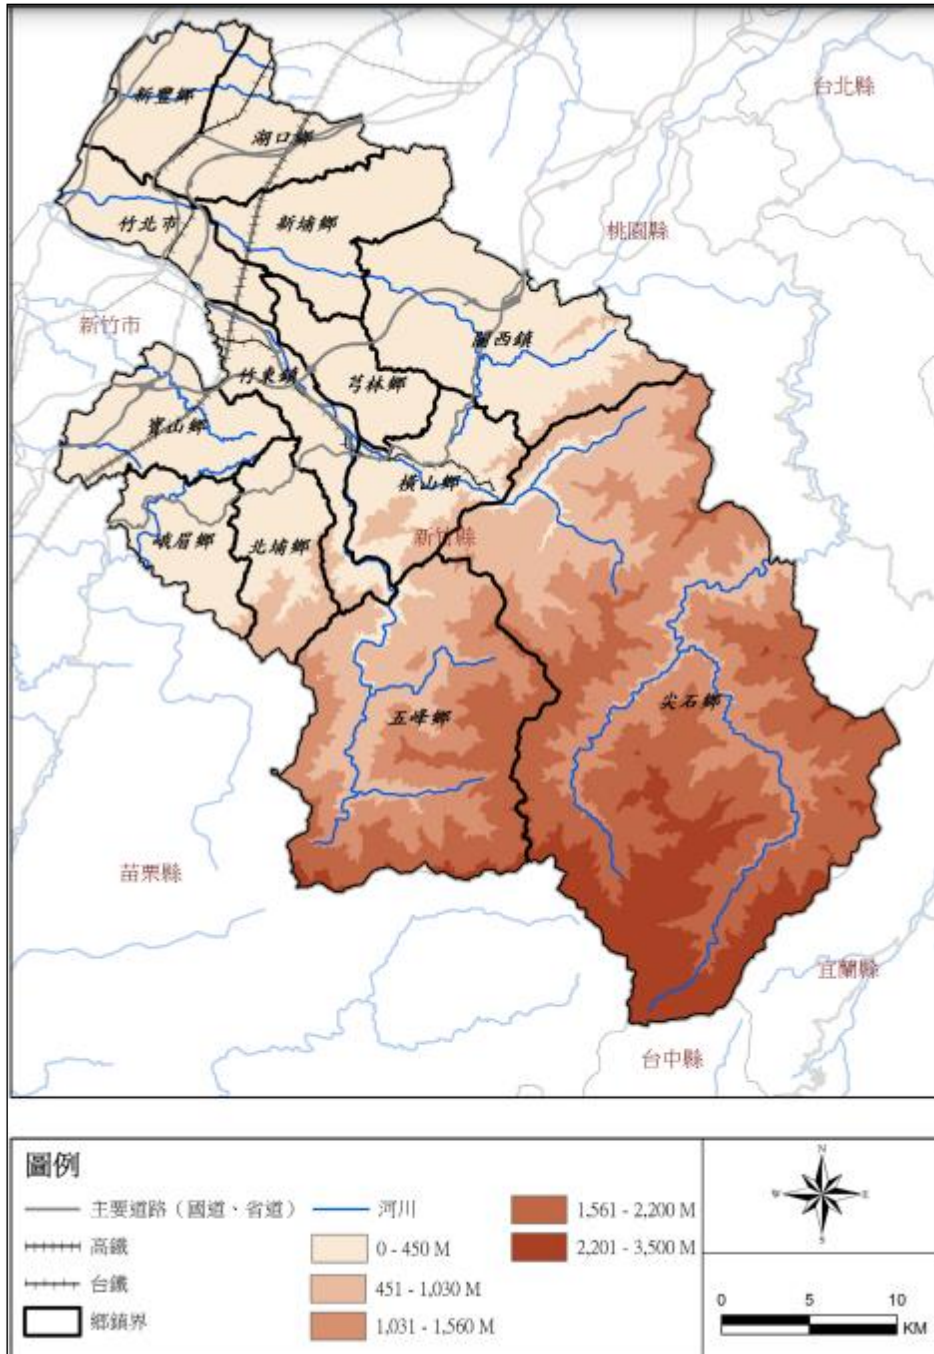 台北縣
新豐鄉
湖口鄉
竹北市
新埔鄉
桃園縣
新竹市
關西鎮
竹東鎮
芎林鄉
寶山鄉
橫山鄉
新竹縣
峨眉鄉
北埔鄉
尖石鄉
五峰鄉
苗栗縣
宜蘭縣
台中縣
圖例
主要道路（國道、省道）
高鐵
台鐵
鄉鎮界
河川
0 - 450 M
451 - 1,030 M
1,031 - 1,560 M
1,561 - 2,200 M
2,201 - 3,500 M
N
W
E
S
0 5 10
KM